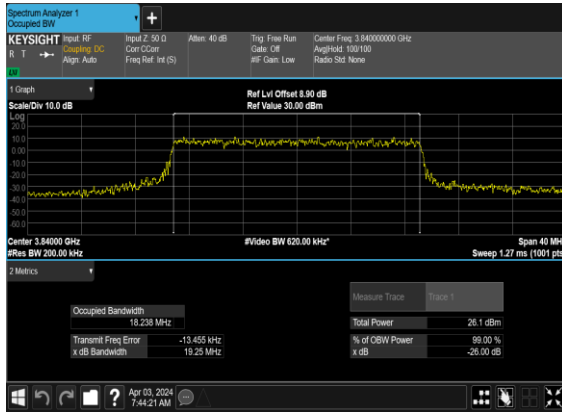 Spectrum Analyzer 1
Occupied BW
+
KEYSIGHT Input: RF Input Z: 50 Ω Atten: 40 dB Trig: Free Run Center Freq: 3.840000000 GHz
R T Coupling: DC Corr CCorr Gate: Off Avg|Hold: 100/100
Align: Auto Freq Ref: Int (S) #IF Gain: Low Radio Std: None
LXI
1 Graph
Ref Lvl Offset 8.90 dB
Scale/Div 10.0 dB Ref Value 30.00 dBm
Log
20.0
10.0
0.00
-10.0
-20.0
-30.0
-40.0
-50.0
-60.0
Center 3.84000 GHz #Video BW 620.00 kHz* Span 40 MH
#Res BW 200.00 kHz Sweep 1.27 ms (1001 pts
2 Metrics
Measure Trace Trace 1
Occupied Bandwidth
18.238 MHz Total Power 26.1 dBm
Transmit Freq Error -13.455 kHz % of OBW Power 99.00 %
x dB Bandwidth 19.25 MHz x dB -26.00 dB
? Apr 03, 2024
7:44:21 AM